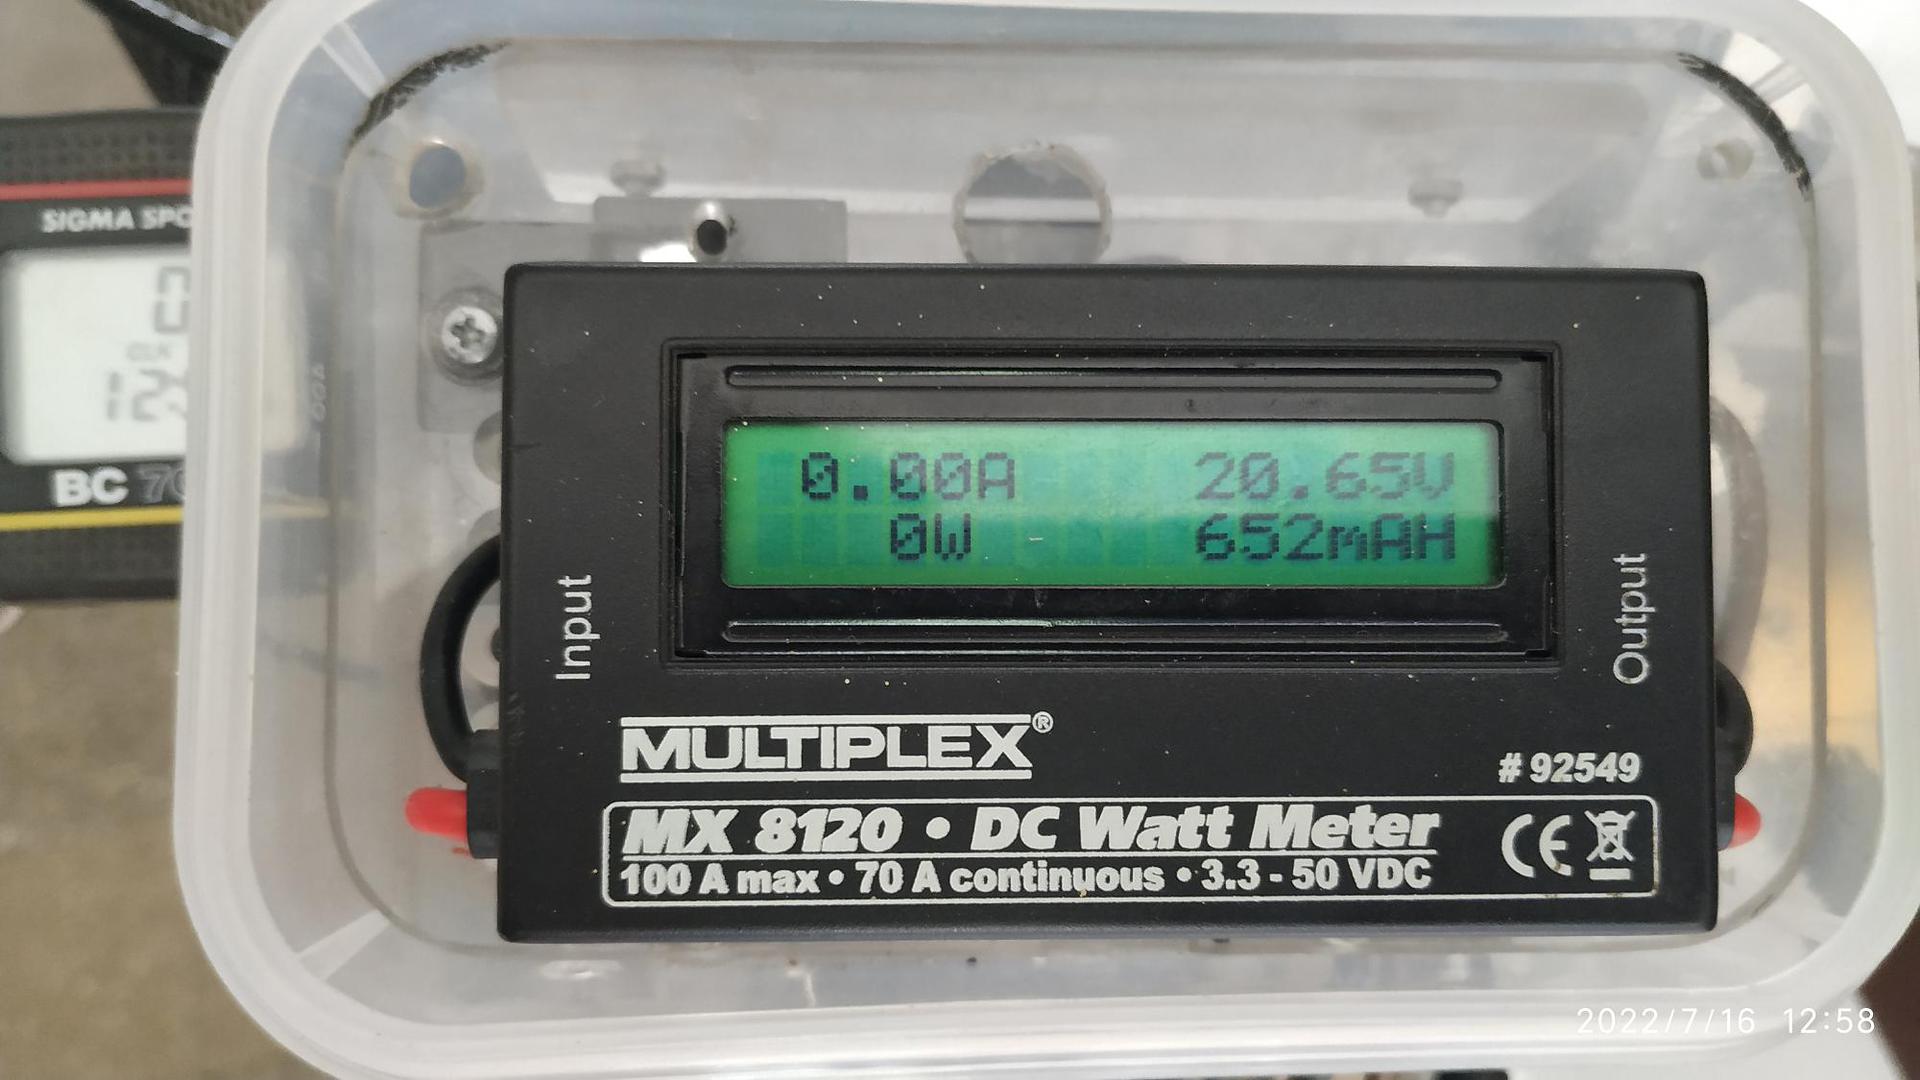 SIGMA SPO
BC 70
0.00A 20.65V
0W 652mAH
Input
Output
MULTIPLEX®
# 92549
MX 8120 • DC Watt Meter
100 A max • 70 A continuous • 3.3 - 50 VDC
CE
2022/7/16 12:58